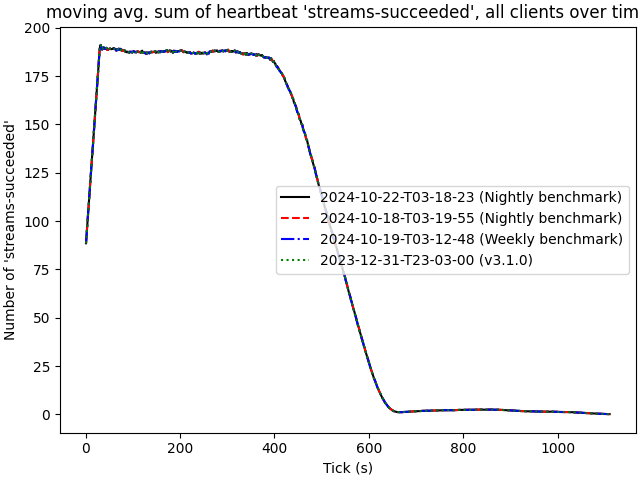 moving avg. sum of heartbeat 'streams-succeeded', all clients over tim
200
175
150
125
100
75
50
25
0
Number of 'streams-succeeded'
2024-10-22-T03-18-23 (Nightly benchmark)
2024-10-18-T03-19-55 (Nightly benchmark)
2024-10-19-T03-12-48 (Weekly benchmark)
2023-12-31-T23-03-00 (v3.1.0)
0 200 400 600 800 1000
Tick (s)